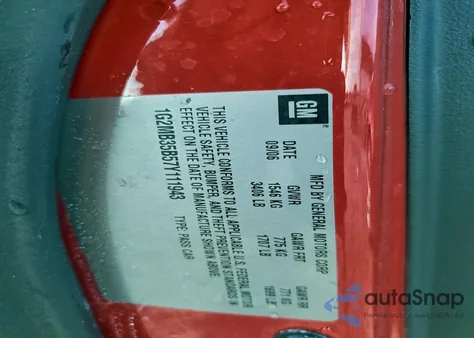 GM
MFD BY GENERAL MOTORS CORP
DATE GVWR GAWR FRT GAWR RR
09/06 1546 KG 775 KG 771 KG
3406 LB 1707 LB 1699 LB
THIS VEHICLE CONFORMS TO ALL APPLICABLE U.S. FEDERAL MOTOR
VEHICLE SAFETY, BUMPER, AND THEFT PREVENTION STANDARDS IN
EFFECT ON THE DATE OF MANUFACTURE SHOWN ABOVE.
1G2MB35B57Y111943 TYPE: PASS CAR
autoSnap